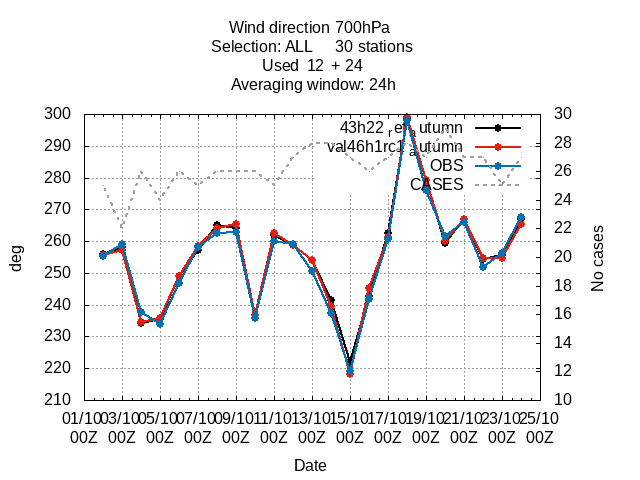 Wind direction 700hPa
Selection: ALL 30 stations
Used 12 + 24
Averaging window: 24h
300
290
280
270
260
250
240
230
220
210
deg
30
28
26
24
22
20
18
16
14
12
10
No cases
43h22_ref_autumn
val46h1rc1_autumn
OBS
CASES
01/10 03/10 05/10 07/10 09/10 11/10 13/10 15/10 17/10 19/10 21/10 23/10 25/10
00Z 00Z 00Z 00Z 00Z 00Z 00Z 00Z 00Z 00Z 00Z 00Z 00Z
Date